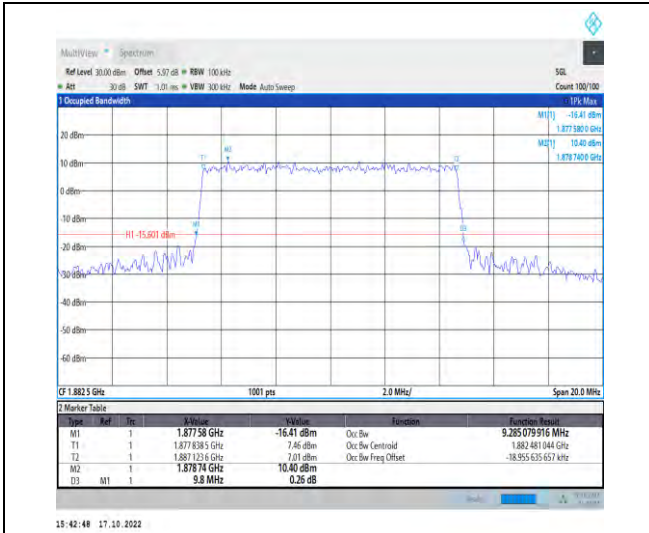 MultiView Spectrum
Ref Level 30.00 dBm Offset 5.97 dB RBW 100 kHz SGL
Att 30 dB SWT 1.01 ms VBW 300 kHz Mode Auto Sweep Count 100/100
1 Occupied Bandwidth 1Pk Max
M1[1] -16.41 dBm
1.877 580 0 GHz
20 dBm
M2[1] 10.40 dBm
1.878 740 0 GHz
M2
T1 T2
10 dBm
0 dBm
-10 dBm
M1 D3
H1 -15.601 dBm
-20 dBm
-30 dBm
-40 dBm
-50 dBm
-60 dBm
CF 1.882 5 GHz 1001 pts 2.0 MHz/ Span 20.0 MHz
2 Marker Table
Type Ref Trc X-Value Y-Value Function Function Result
M1 1 1.877 58 GHz -16.41 dBm Occ Bw 9.285 079 916 MHz
T1 1 1.877 838 5 GHz 7.46 dBm Occ Bw Centroid 1.882 481 044 GHz
T2 1 1.887 123 6 GHz 7.01 dBm Occ Bw Freq Offset -18.955 635 657 kHz
M2 1 1.878 74 GHz 10.40 dBm
D3 M1 1 9.8 MHz 0.26 dB
15:42:48 17.10.2022